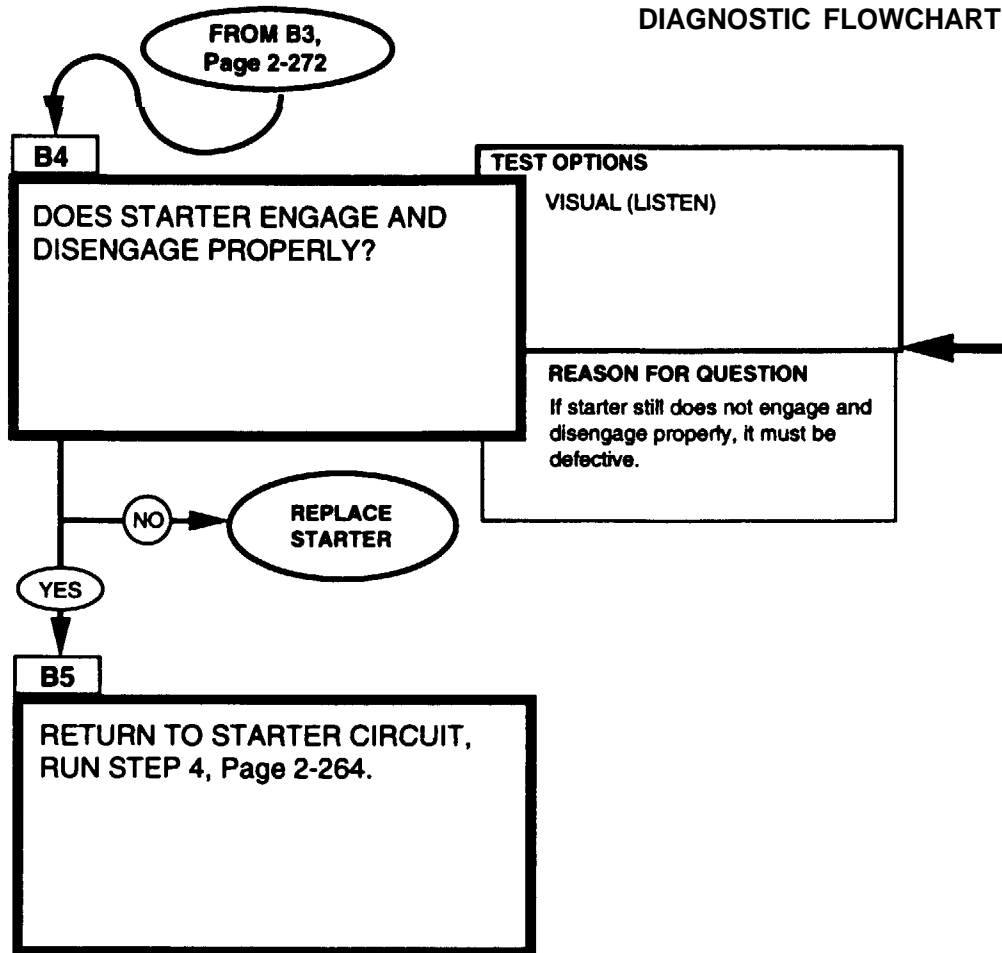 DIAGNOSTIC FLOWCHART
FROM B3,
Page 2-272
B4
DOES STARTER ENGAGE AND
DISENGAGE PROPERLY?
TEST OPTIONS
VISUAL (LISTEN)
REASON FOR QUESTION
If starter still does not engage and
disengage properly, it must be
defective.
NO
REPLACE
STARTER
YES
B5
RETURN TO STARTER CIRCUIT,
RUN STEP 4, Page 2-264.